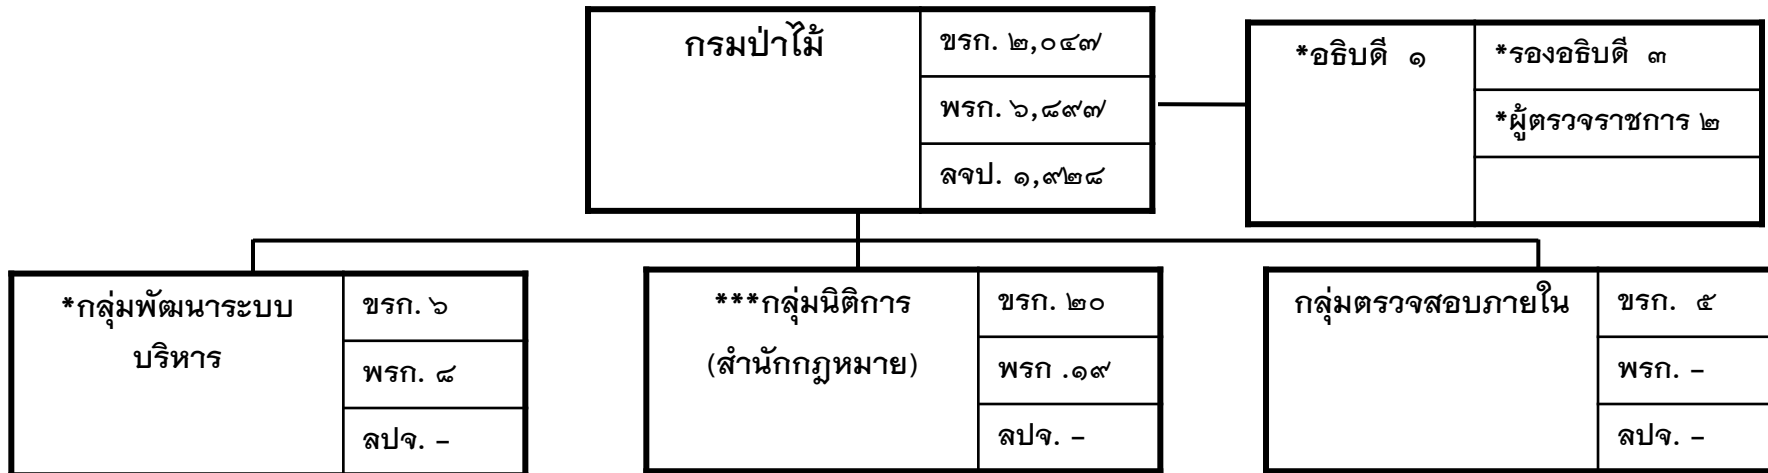 กรมป่าไม้
ขรก. ๒,๐๔๗
พรก. ๖,๘๙๗
ลจป. ๑,๙๒๘
*อธิบดี ๑
*รองอธิบดี ๓
*ผู้ตรวจราชการ ๒
*กลุ่มพัฒนาระบบ
บริหาร
ขรก. ๖
พรก. ๘
ลปจ. –
***กลุ่มนิติการ
(สำนักกฎหมาย)
ขรก. ๒๐
พรก .๑๙
ลปจ. –
กลุ่มตรวจสอบภายใน
ขรก. ๕
พรก. –
ลปจ. –